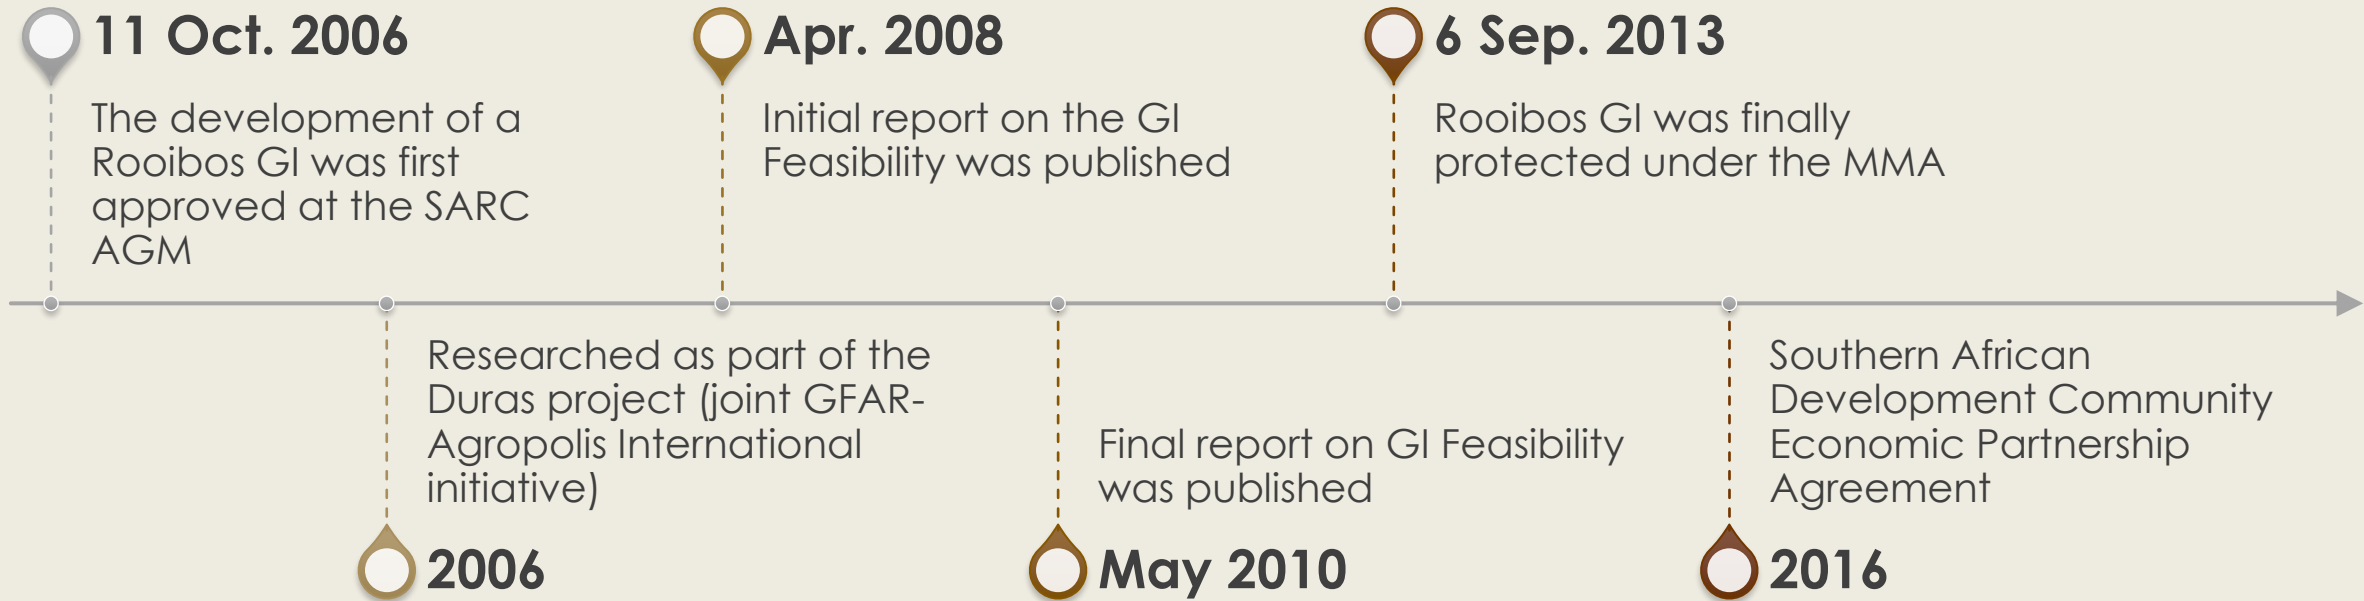 11 Oct. 2006
The development of a
Rooibos GI was first
approved at the SARC
AGM
Researched as part of the
Duras project (joint GFAR-
Agropolis International
initiative)
2006
Apr. 2008
Initial report on the GI
Feasibility was published
Final report on GI Feasibility
was published
May 2010
6 Sep. 2013
Rooibos GI was finally
protected under the MMA
Southern African
Development Community
Economic Partnership
Agreement
2016